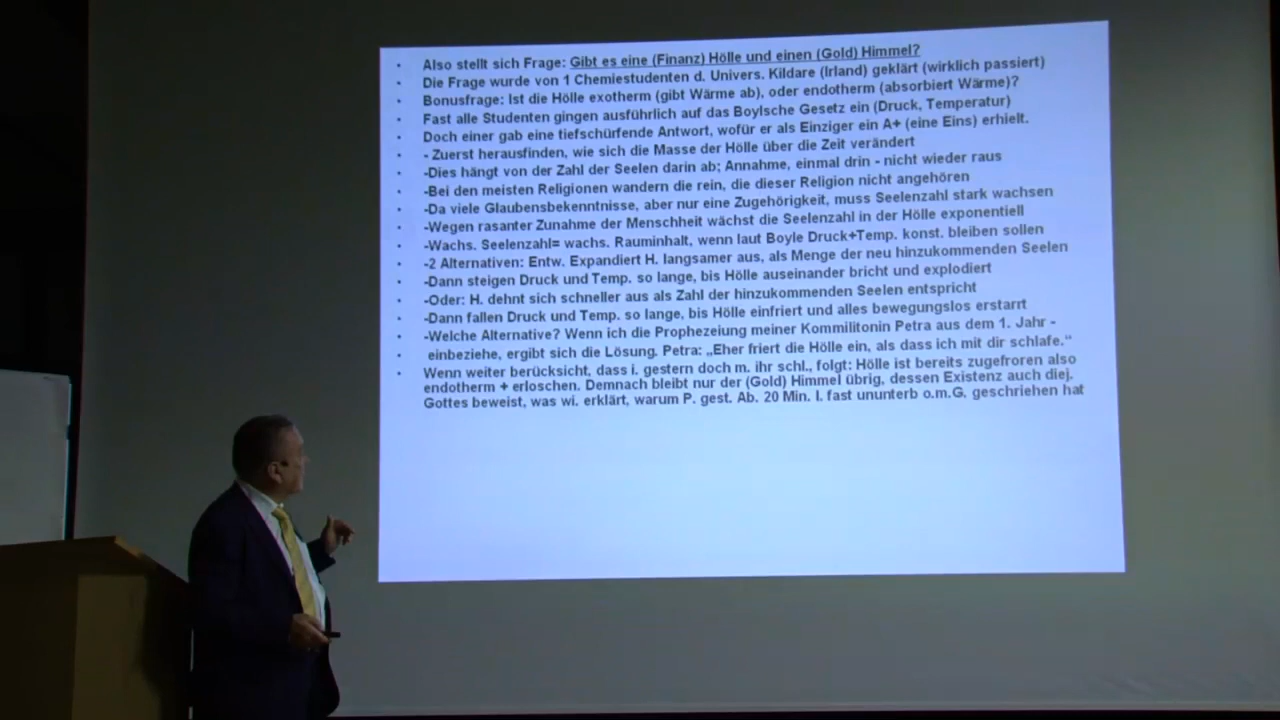 • Also stellt sich Frage: Gibt es eine (Finanz) Hölle und einen (Gold) Himmel?
• Die Frage wurde von 1 Chemiestudenten d. Univers. Kildare (Irland) geklärt (wirklich passiert)
• Bonusfrage: Ist die Hölle exotherm (gibt Wärme ab), oder endotherm (absorbiert Wärme)?
• Fast alle Studenten gingen ausführlich auf das Boylsche Gesetz ein (Druck, Temperatur)
• Doch einer gab eine tiefschürfende Antwort, wofür er als Einziger ein A+ (eine Eins) erhielt.
• - Zuerst herausfinden, wie sich die Masse der Hölle über die Zeit verändert
• -Dies hängt von der Zahl der Seelen darin ab; Annahme, einmal drin - nicht wieder raus
• -Bei den meisten Religionen wandern die rein, die dieser Religion nicht angehören
• -Da viele Glaubensbekenntnisse, aber nur eine Zugehörigkeit, muss Seelenzahl stark wachsen
• -Wegen rasanter Zunahme der Menschheit wächst die Seelenzahl in der Hölle exponentiell
• -Wachs. Seelenzahl= wachs. Rauminhalt, wenn laut Boyle Druck+Temp. konst. bleiben sollen
• -2 Alternativen: Entw. Expandiert H. langsamer aus, als Menge der neu hinzukommenden Seelen
• -Dann steigen Druck und Temp. so lange, bis Hölle auseinander bricht und explodiert
• -Oder: H. dehnt sich schneller aus als Zahl der hinzukommenden Seelen entspricht
• -Dann fallen Druck und Temp. so lange, bis Hölle einfriert und alles bewegungslos erstarrt
• -Welche Alternative? Wenn ich die Prophezeiung meiner Kommilitonin Petra aus dem 1. Jahr -
• einbeziehe, ergibt sich die Lösung. Petra: „Eher friert die Hölle ein, als dass ich mit dir schlafe.“
• Wenn weiter berücksicht, dass i. gestern doch m. ihr schl., folgt: Hölle ist bereits zugefroren also
endotherm + erloschen. Demnach bleibt nur der (Gold) Himmel übrig, dessen Existenz auch diej.
Gottes beweist, was wi. erklärt, warum P. gest. Ab. 20 Min. l. fast ununterb o.m.G. geschriehen hat